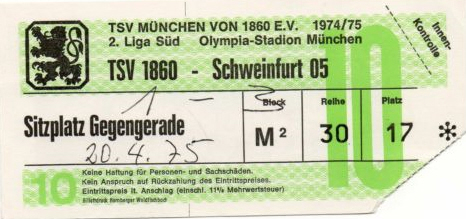 TSV MÜNCHEN VON 1860 E.V. 1974/75
2. Liga Süd Olympia-Stadion München
Innen-
Kontrolle
TSV 1860 - Schweinfurt 05
10
1 - 3
Block Reihe Platz
Sitzplatz Gegengerade
M² 30 17 *
20.4.75
10
Keine Haftung für Personen- und Sachschäden.
Kein Anspruch auf Rückzahlung des Eintrittspreises.
Eintrittspreis lt. Anschlag (einschl. 11% Mehrwertsteuer)